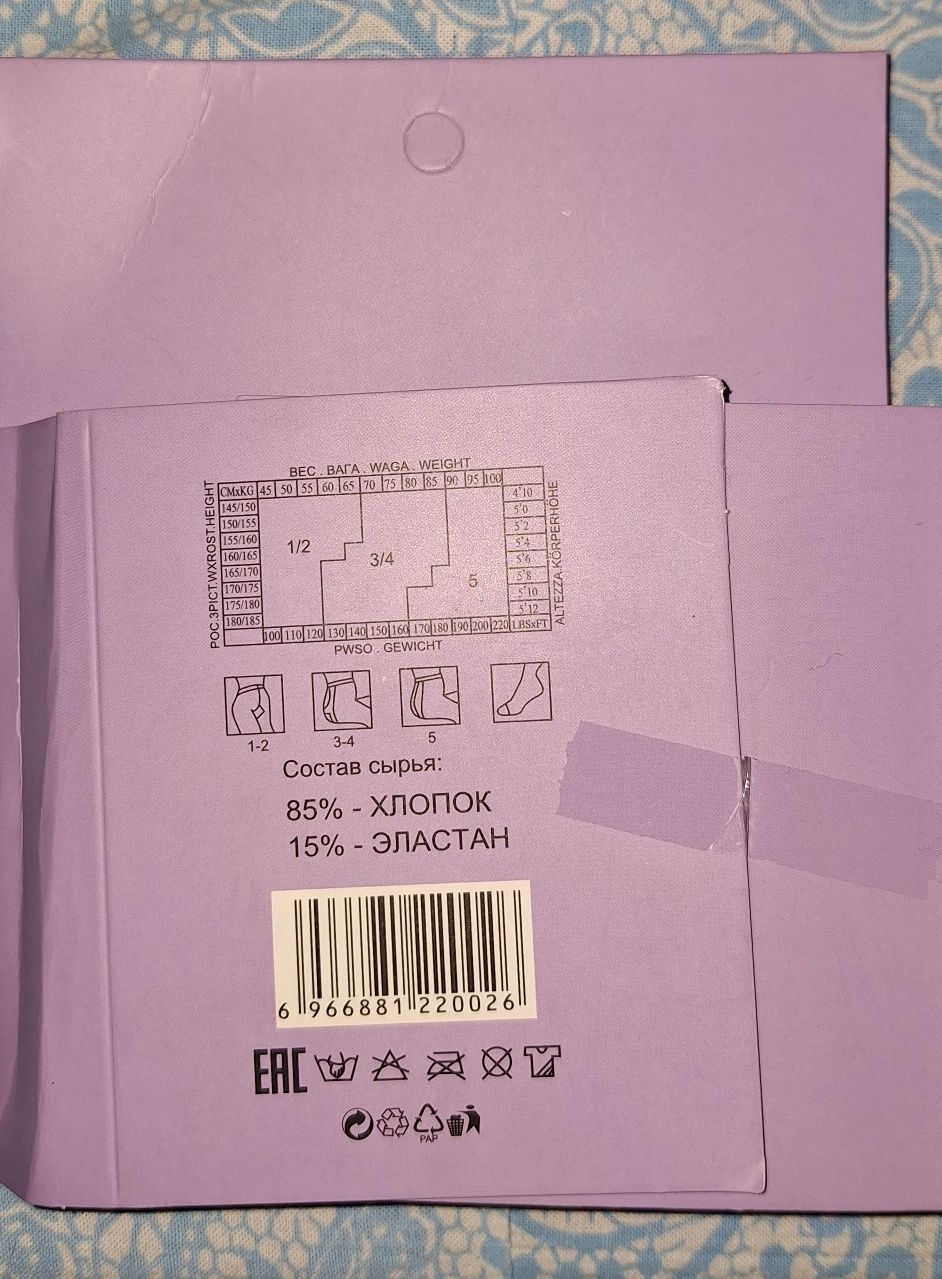 ВЕС . ВАГА . WAGA . WEIGHT
CMxKG 45 50 55 60 65 70 75 80 85 90 95 100
РОС.ЗРІСТ.WXROST.HEIGHT
145/150 4'10
150/155 5'0
155/160 5'2
160/165 5'4
165/170 5'6
170/175 5'8
175/180 5'10
180/185 5'12
1/2
3/4
5
ALTEZZA.KÖRPERHÖHE
100 110 120 130 140 150 160 170 180 190 200 220 LBSxFT
PWSO . GEWICHT
1-2 3-4 5
Состав сырья:
85% - ХЛОПОК
15% - ЭЛАСТАН
6 966881 220026
EAC
PAP